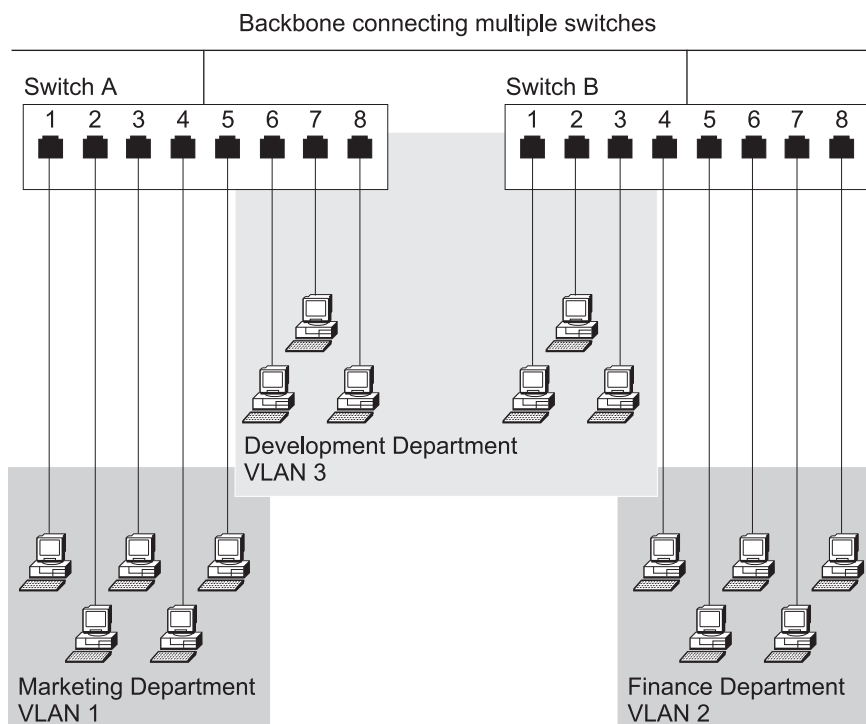 Backbone connecting multiple switches
Switch A
1 2 3 4 5 6 7 8
Switch B
1 2 3 4 5 6 7 8
Development Department
VLAN 3
Marketing Department
VLAN 1
Finance Department
VLAN 2